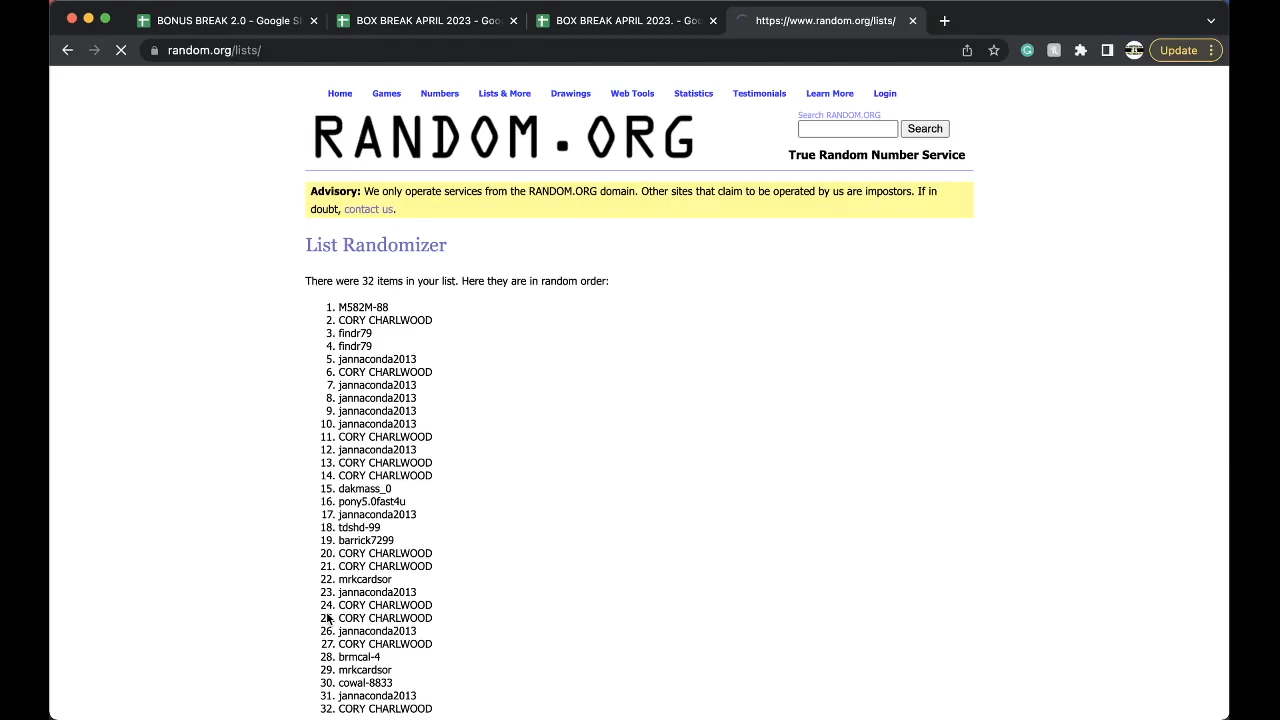 BONUS BREAK 2.0 - Google Sh
BOX BREAK APRIL 2023 - Goo
BOX BREAK APRIL 2023. - Goo
https://www.random.org/lists/
random.org/lists/
Update
Home Games Numbers Lists & More Drawings Web Tools Statistics Testimonials Learn More Login
RANDOM.ORG
Search RANDOM.ORG
Search
True Random Number Service
Advisory: We only operate services from the RANDOM.ORG domain. Other sites that claim to be operated by us are impostors. If in
doubt, contact us.
List Randomizer
There were 32 items in your list. Here they are in random order:
1. M582M-88
2. CORY CHARLWOOD
3. findr79
4. findr79
5. jannaconda2013
6. CORY CHARLWOOD
7. jannaconda2013
8. jannaconda2013
9. jannaconda2013
10. jannaconda2013
11. CORY CHARLWOOD
12. jannaconda2013
13. CORY CHARLWOOD
14. CORY CHARLWOOD
15. dakmass_0
16. pony5.0fast4u
17. jannaconda2013
18. tdshd-99
19. barrick7299
20. CORY CHARLWOOD
21. CORY CHARLWOOD
22. mrkcardsor
23. jannaconda2013
24. CORY CHARLWOOD
25. CORY CHARLWOOD
26. jannaconda2013
27. CORY CHARLWOOD
28. brmcal-4
29. mrkcardsor
30. cowal-8833
31. jannaconda2013
32. CORY CHARLWOOD